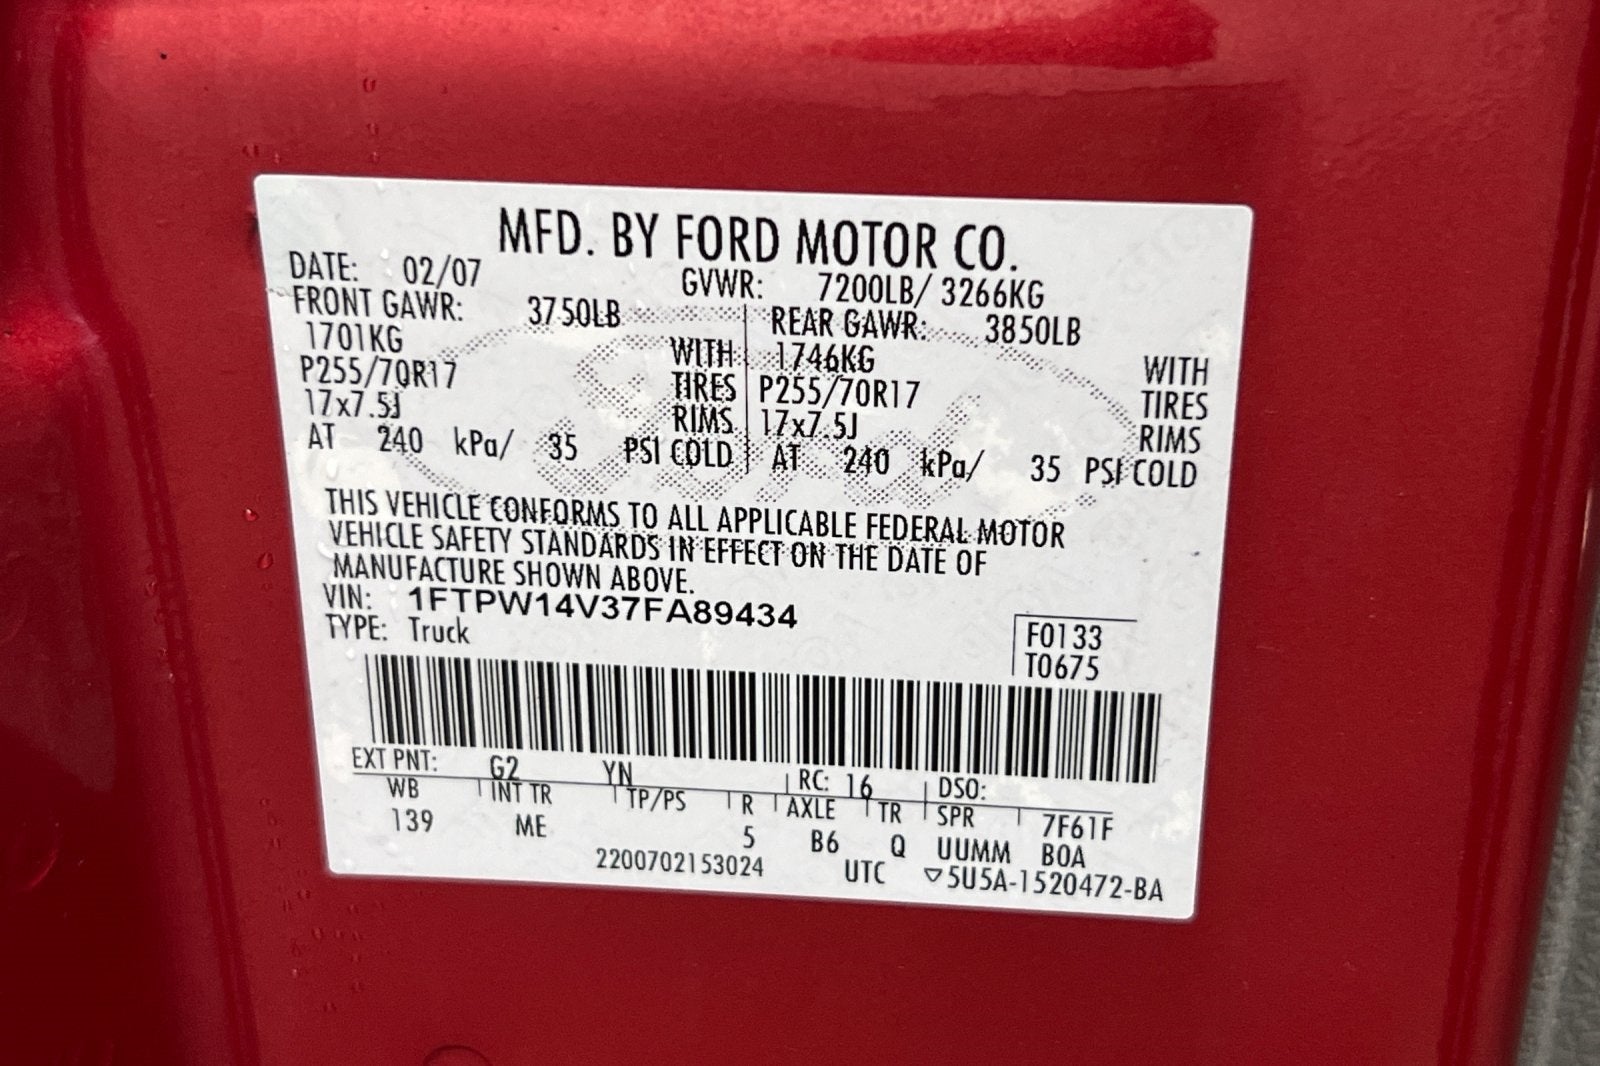 MFD. BY FORD MOTOR CO.
DATE: 02/07 GVWR: 7200LB/ 3266KG
FRONT GAWR: 3750LB REAR GAWR: 3850LB
1701KG WITH 1746KG WITH
P255/70R17 TIRES P255/70R17 TIRES
17x7.5J RIMS 17x7.5J RIMS
AT 240 kPa/ 35 PSI COLD AT 240 kPa/ 35 PSI COLD
THIS VEHICLE CONFORMS TO ALL APPLICABLE FEDERAL MOTOR
VEHICLE SAFETY STANDARDS IN EFFECT ON THE DATE OF
MANUFACTURE SHOWN ABOVE.
VIN: 1FTPW14V37FA89434
TYPE: Truck
F0133
T0675
EXT PNT: G2 YN RC: 16 DSO:
WB INT TR TP/PS R AXLE TR SPR 7F61F
139 ME 5 B6 Q UUMM BOA
2200702153024 UTC ▽5U5A-1520472-BA